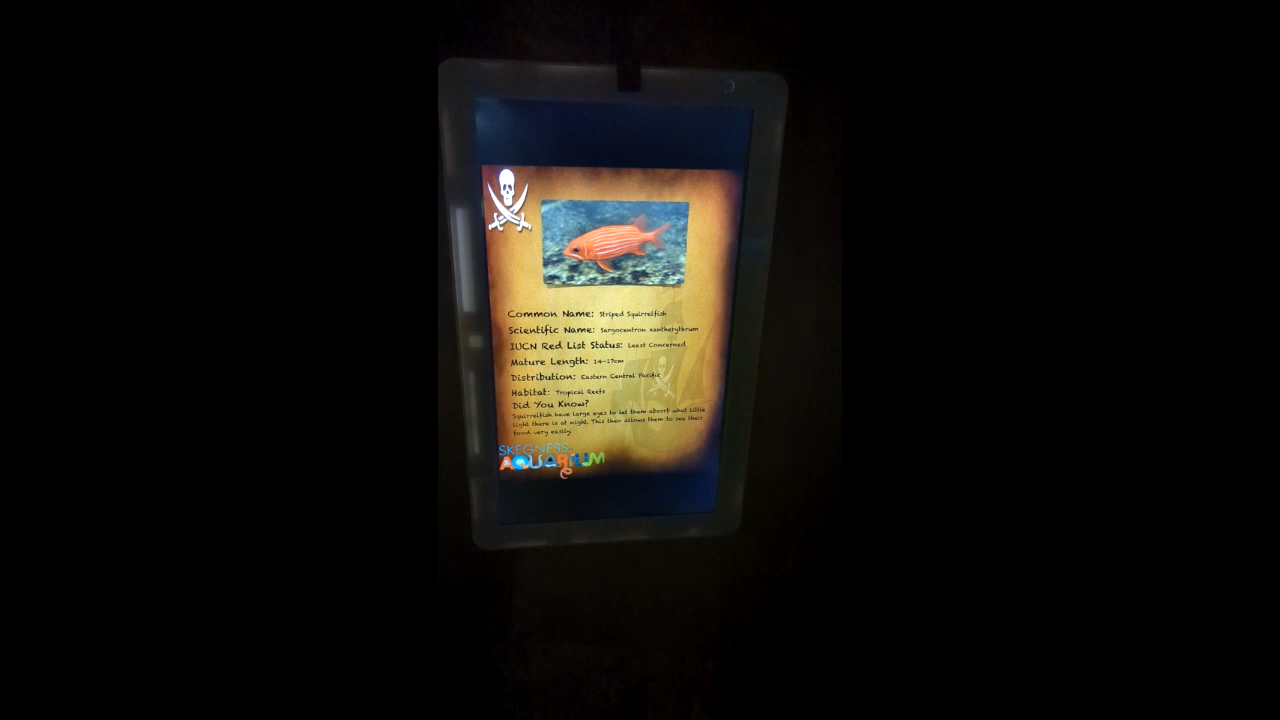 Common Name: Striped Squirrelfish
Scientific Name: Sargocentron xantherythrum
IUCN Red List Status: Least Concerned
Mature Length: 14-17cm
Distribution: Eastern Central Pacific
Habitat: Tropical Reefs
Did You Know?
Squirrelfish have large eyes to let them absorb what little
light there is at night. This then allows them to see their
food very easily.
SKEGNESS
AQUARIUM